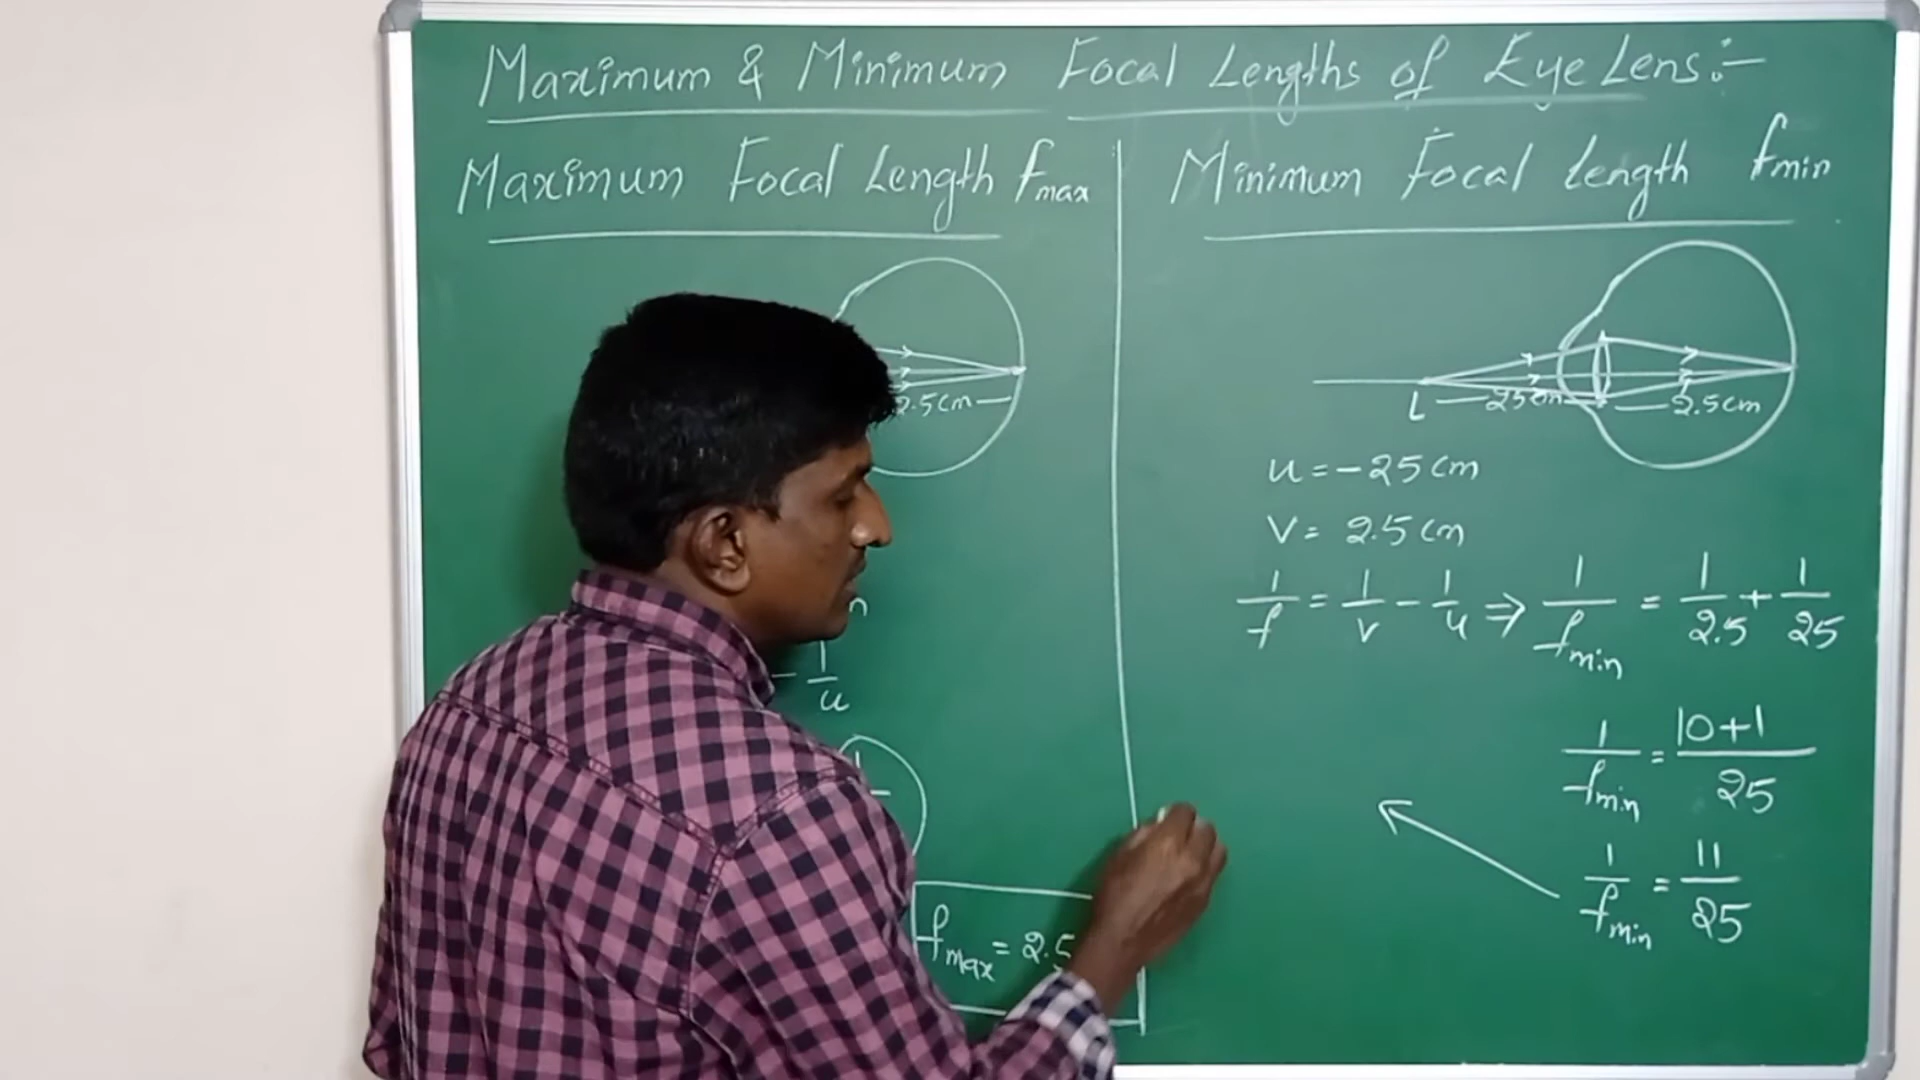 Maximum & Minimum Focal Lengths of Eye Lens:-
Maximum Focal Length fmax
2.5cm
n
- 1/u
fmax = 2.5
Minimum Focal length fmin
L 25cm 2.5cm
u = - 25 cm
v = 2.5 cm
1/f = 1/v - 1/u ⇒ 1/fmin = 1/2.5 + 1/25
1/fmin = 10+1/25
1/fmin = 11/25